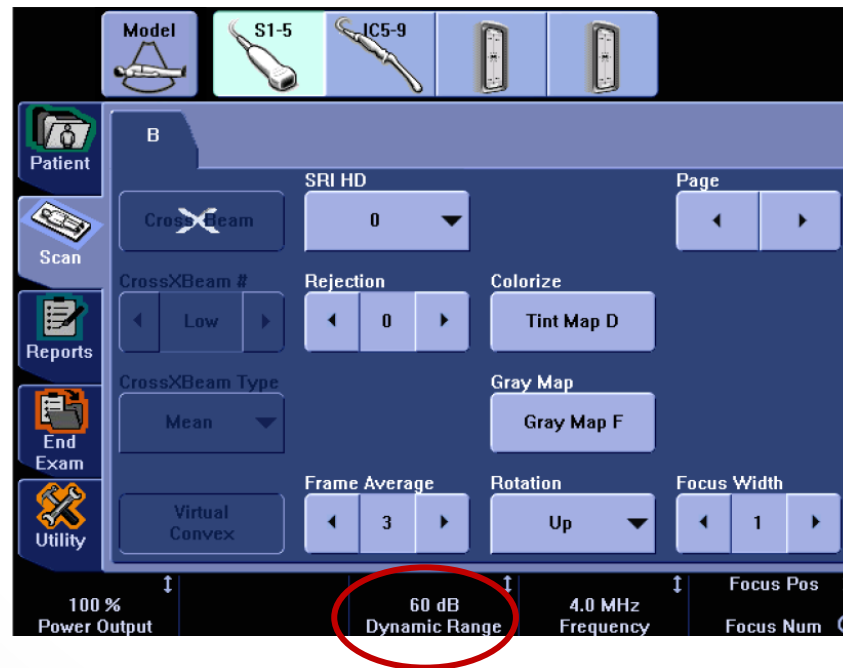 Model
S1-5
IC5-9
Patient
B
SRI HD
Page
CrossXBeam
0
Scan
CrossXBeam #
Rejection
Colorize
Low
0
Tint Map D
Reports
CrossXBeam Type
Gray Map
Mean
Gray Map F
End
Exam
Frame Average
Rotation
Focus Width
Virtual
Convex
3
Up
1
Utility
100 %
Power Output
60 dB
Dynamic Range
4.0 MHz
Frequency
Focus Pos
Focus Num